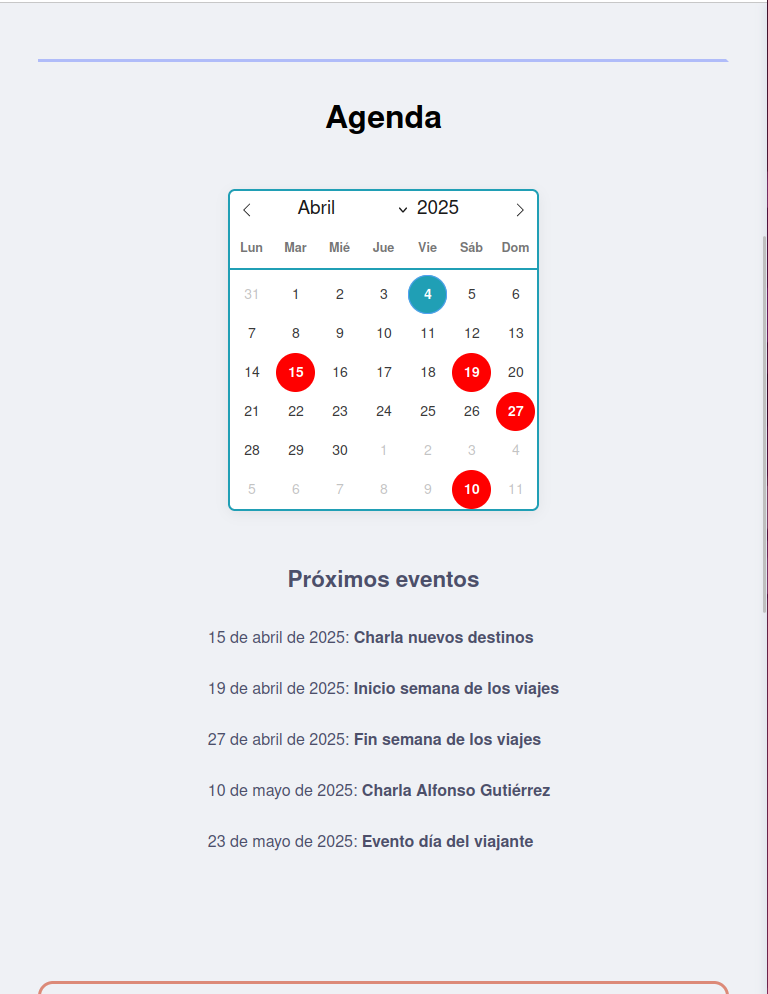 Agenda
Abril 2025
Lun Mar Mié Jue Vie Sáb Dom
31 1 2 3 4 5 6
7 8 9 10 11 12 13
14 15 16 17 18 19 20
21 22 23 24 25 26 27
28 29 30 1 2 3 4
5 6 7 8 9 10 11
Próximos eventos
15 de abril de 2025: Charla nuevos destinos
19 de abril de 2025: Inicio semana de los viajes
27 de abril de 2025: Fin semana de los viajes
10 de mayo de 2025: Charla Alfonso Gutiérrez
23 de mayo de 2025: Evento día del viajante